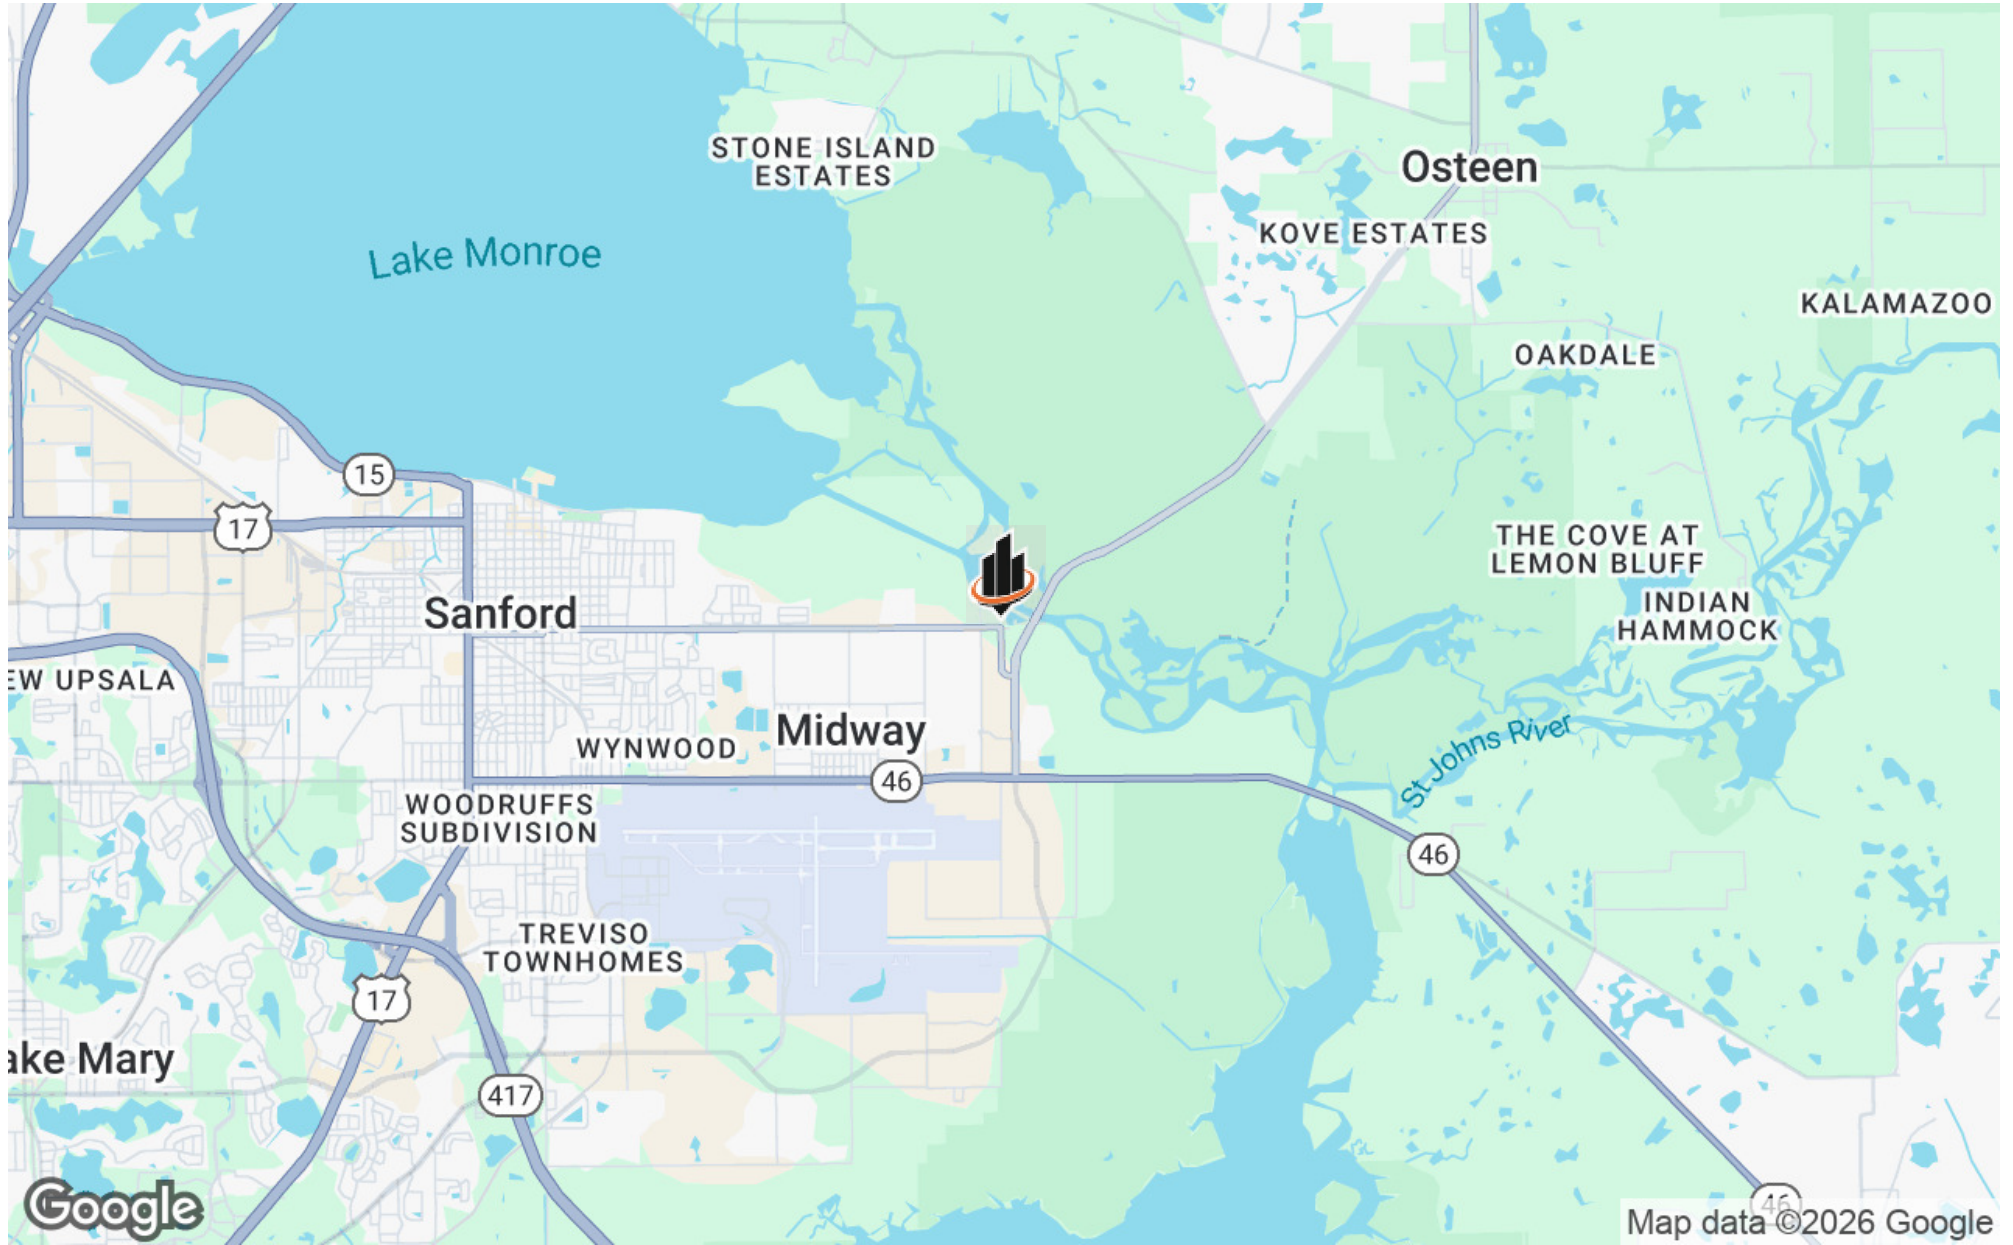 STONE ISLAND
ESTATES
Osteen
KOVE ESTATES
Lake Monroe
KALAMAZOO
OAKDALE
15
17
THE COVE AT
LEMON BLUFF
INDIAN
HAMMOCK
Sanford
EW UPSALA
Midway
WYNWOOD
St Johns River
46
WOODRUFFS
SUBDIVISION
46
TREVISO
TOWNHOMES
17
ake Mary
417
46
Google
Map data ©2026 Google